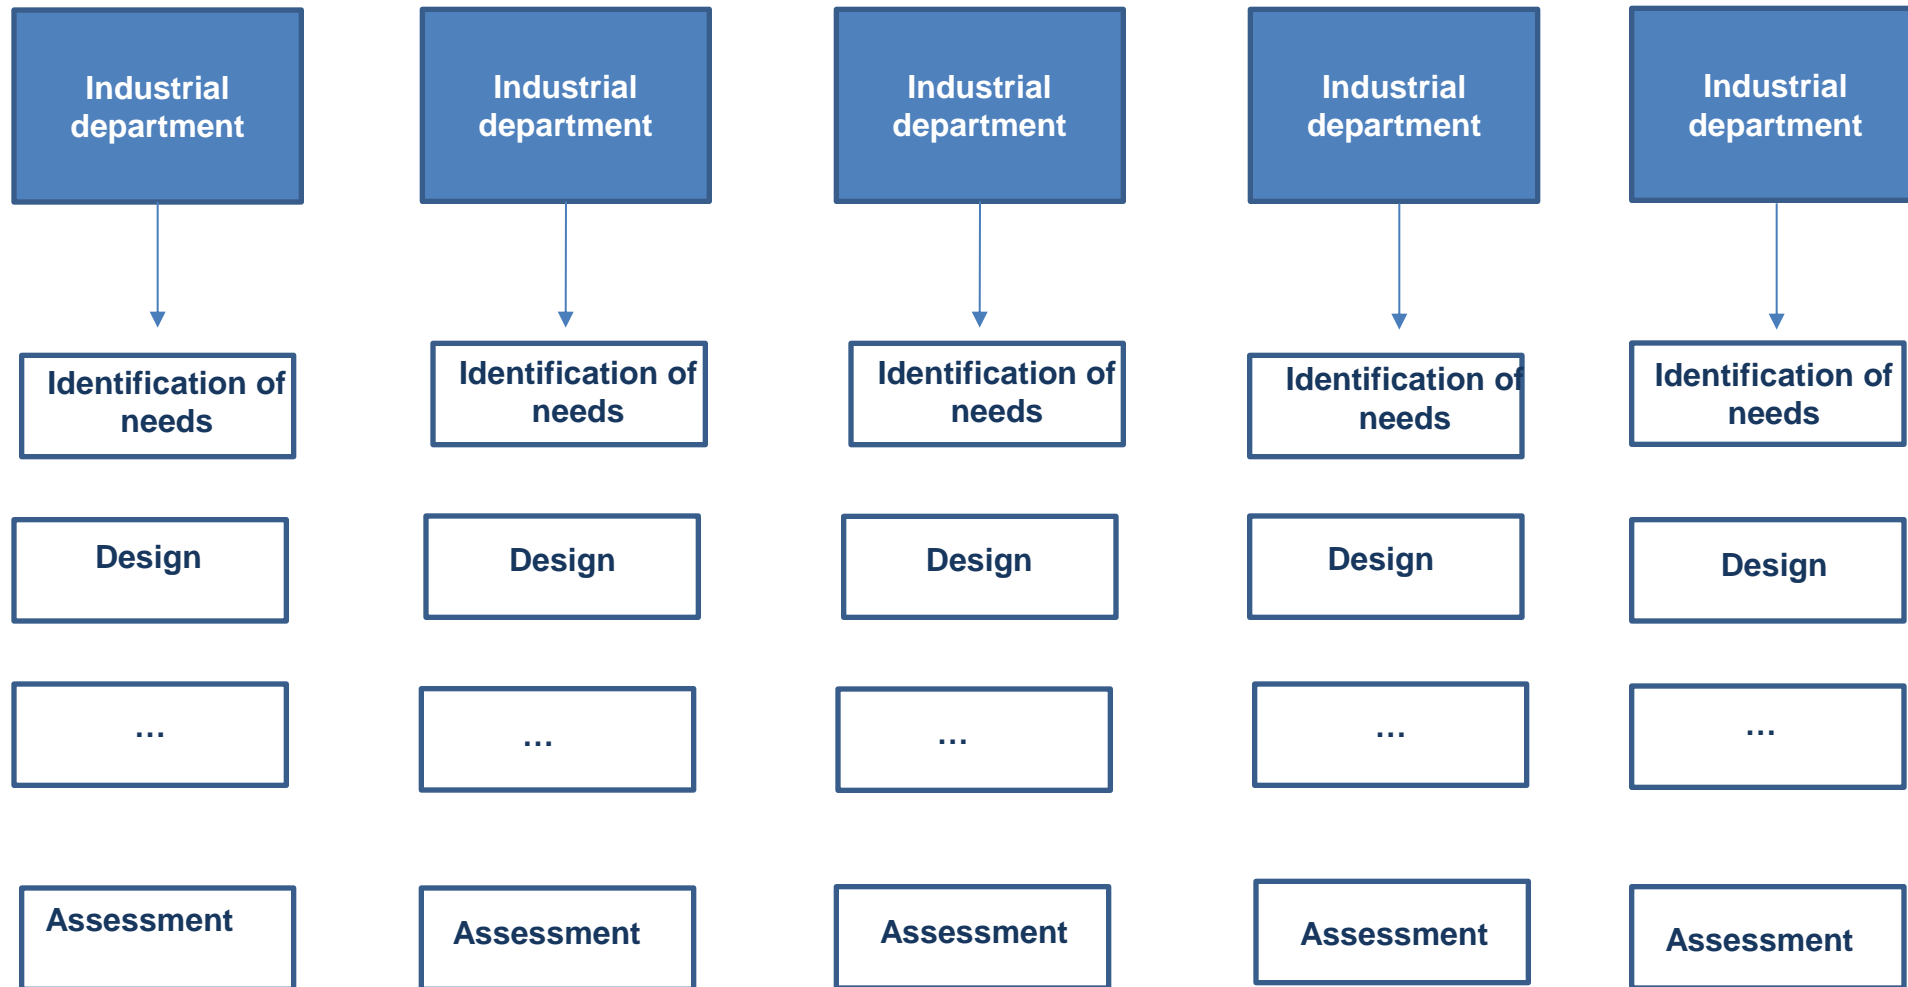 Industrial
department
Industrial
department
Industrial
department
Industrial
department
Industrial
department
Identification of
needs
Identification of
needs
Identification of
needs
Identification of
needs
Identification of
needs
Design
Design
Design
Design
Design
…
…
…
…
…
Assessment
Assessment
Assessment
Assessment
Assessment